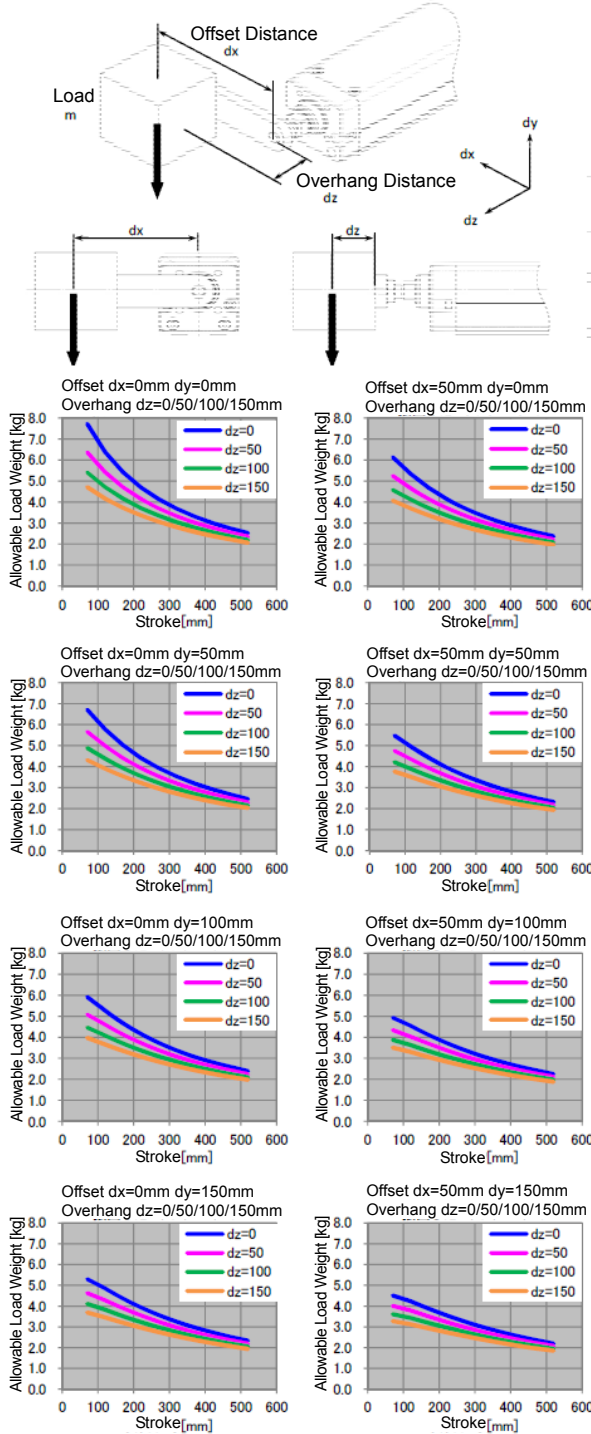 Offset Distance
dx
Load
m
dy
dx
dz
Overhang Distance
dz
dx
dz
Offset dx=0mm dy=0mm
Overhang dz=0/50/100/150mm
Allowable Load Weight [kg]
8.0
7.0
6.0
5.0
4.0
3.0
2.0
1.0
0.0
dz=0
dz=50
dz=100
dz=150
0 100 200 300 400 500 600
Stroke[mm]
Offset dx=50mm dy=0mm
Overhang dz=0/50/100/150mm
Allowable Load Weight [kg]
8.0
7.0
6.0
5.0
4.0
3.0
2.0
1.0
0.0
dz=0
dz=50
dz=100
dz=150
0 100 200 300 400 500 600
Stroke[mm]
Offset dx=0mm dy=50mm
Overhang dz=0/50/100/150mm
Allowable Load Weight [kg]
8.0
7.0
6.0
5.0
4.0
3.0
2.0
1.0
0.0
dz=0
dz=50
dz=100
dz=150
0 100 200 300 400 500 600
Stroke[mm]
Offset dx=50mm dy=50mm
Overhang dz=0/50/100/150mm
Allowable Load Weight [kg]
8.0
7.0
6.0
5.0
4.0
3.0
2.0
1.0
0.0
dz=0
dz=50
dz=100
dz=150
0 100 200 300 400 500 600
Stroke[mm]
Offset dx=0mm dy=100mm
Overhang dz=0/50/100/150mm
Allowable Load Weight [kg]
8.0
7.0
6.0
5.0
4.0
3.0
2.0
1.0
0.0
dz=0
dz=50
dz=100
dz=150
0 100 200 300 400 500 600
Stroke[mm]
Offset dx=50mm dy=100mm
Overhang dz=0/50/100/150mm
Allowable Load Weight [kg]
8.0
7.0
6.0
5.0
4.0
3.0
2.0
1.0
0.0
dz=0
dz=50
dz=100
dz=150
0 100 200 300 400 500 600
Stroke[mm]
Offset dx=0mm dy=150mm
Overhang dz=0/50/100/150mm
Allowable Load Weight [kg]
8.0
7.0
6.0
5.0
4.0
3.0
2.0
1.0
0.0
dz=0
dz=50
dz=100
dz=150
0 100 200 300 400 500 600
Stroke[mm]
Offset dx=50mm dy=150mm
Overhang dz=0/50/100/150mm
Allowable Load Weight [kg]
8.0
7.0
6.0
5.0
4.0
3.0
2.0
1.0
0.0
dz=0
dz=50
dz=100
dz=150
0 100 200 300 400 500 600
Stroke[mm]